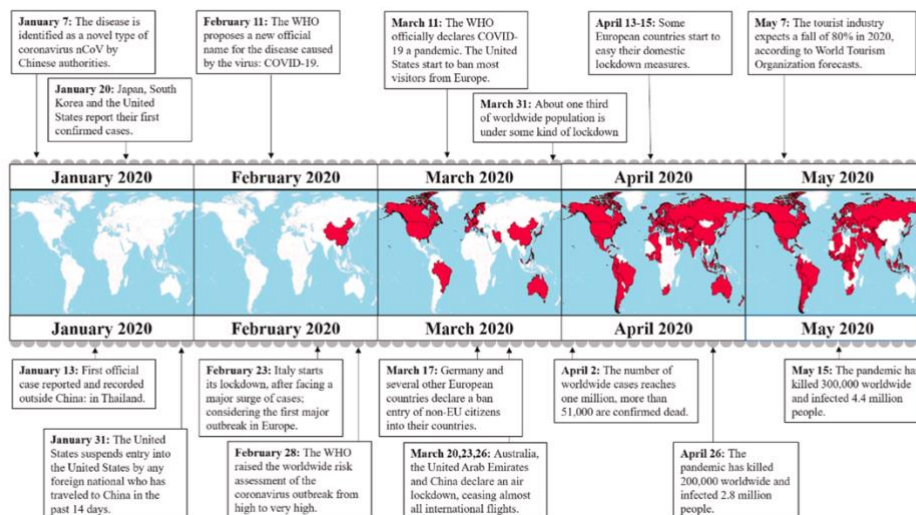 January 7: The disease is
identified as a novel type of
coronavirus nCoV by
Chinese authorities.
January 20: Japan, South
Korea and the United
States report their first
confirmed cases.
February 11: The WHO
proposes a new official
name for the disease caused
by the virus: COVID-19.
March 11: The WHO
officially declares COVID-
19 a pandemic. The United
States start to ban most
visitors from Europe.
March 31: About one third
of worldwide population is
under some kind of lockdown
April 13-15: Some
European countries start to
easy their domestic
lockdown measures.
May 7: The tourist industry
expects a fall of 80% in 2020,
according to World Tourism
Organization forecasts.
January 2020 February 2020 March 2020 April 2020 May 2020
January 2020 February 2020 March 2020 April 2020 May 2020
January 13: First official
case reported and recorded
outside China: in Thailand.
January 31: The United
States suspends entry into
the United States by any
foreign national who has
traveled to China in the
past 14 days.
February 23: Italy starts
its lockdown, after facing a
major surge of cases;
considering the first major
outbreak in Europe.
February 28: The WHO
raised the worldwide risk
assessment of the
coronavirus outbreak from
high to very high.
March 17: Germany and
several other European
countries declare a ban
entry of non-EU citizens
into their countries.
March 20,23,26: Australia,
the United Arab Emirates
and China declare an air
lockdown, ceasing almost
all international flights.
April 2: The number of
worldwide cases reaches
one million, more than
51,000 are confirmed dead.
April 26: The
pandemic has killed
200,000 worldwide and
infected 2.8 million
people.
May 15: The pandemic has
killed 300,000 worldwide
and infected 4.4 million
people.